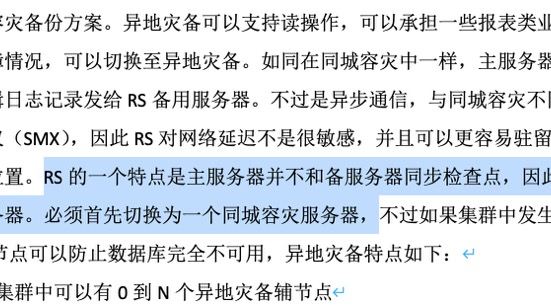 容灾备份方案。异地灾备可以支持读操作，可以承担一些报表类业
障情况，可以切换至异地灾备。如同在同城容灾中一样，主服务器
辑日志记录发给 RS 备用服务器。不过是异步通信，与同城容灾不同
（SMX），因此 RS 对网络延迟不是很敏感，并且可以更容易驻留
位置。RS 的一个特点是主服务器并不和备服务器同步检查点，因此
务器。必须首先切换为一个同城容灾服务器，不过如果集群中发生
节点可以防止数据库完全不可用，异地灾备特点如下：
集群中可以有 0 到 N 个异地灾备辅节点